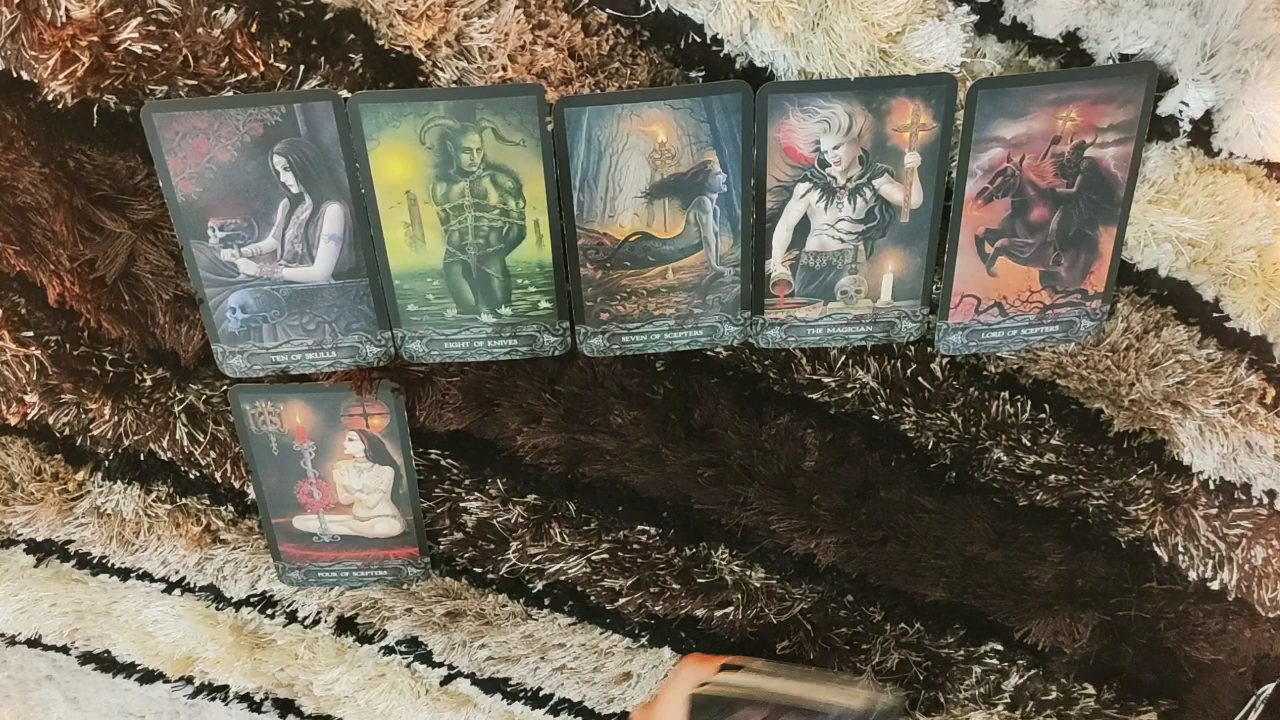 TEN OF SKULLS
EIGHT OF KNIVES
SEVEN OF SCEPTERS
THE MAGICIAN
LORD OF SCEPTERS
FOUR OF SCEPTERS